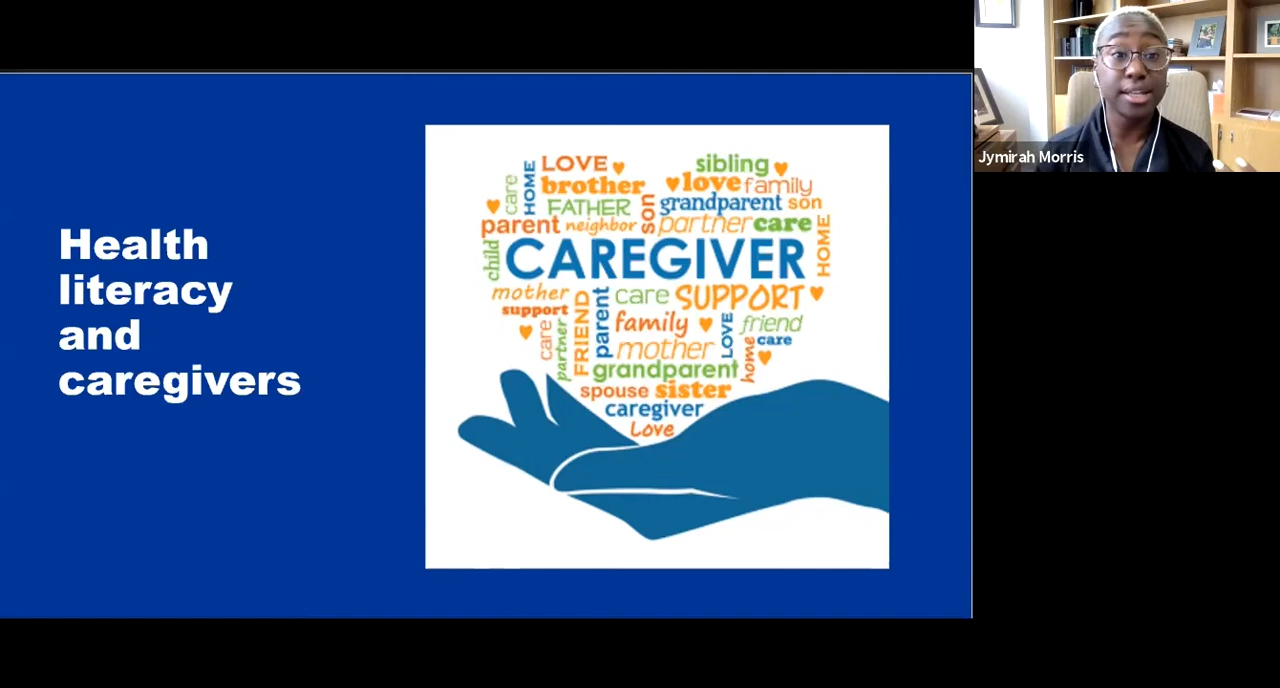 Jymirah Morris
Health
literacy
and
caregivers
LOVE
sibling
care
HOME
brother
love
family
FATHER
son
grandparent
son
parent
neighbor
partner
care
child
CAREGIVER
HOME
mother
parent
care
SUPPORT
support
FRIEND
family
LOVE
friend
care
care
partner
mother
home
grandparent
spouse
sister
caregiver
Love